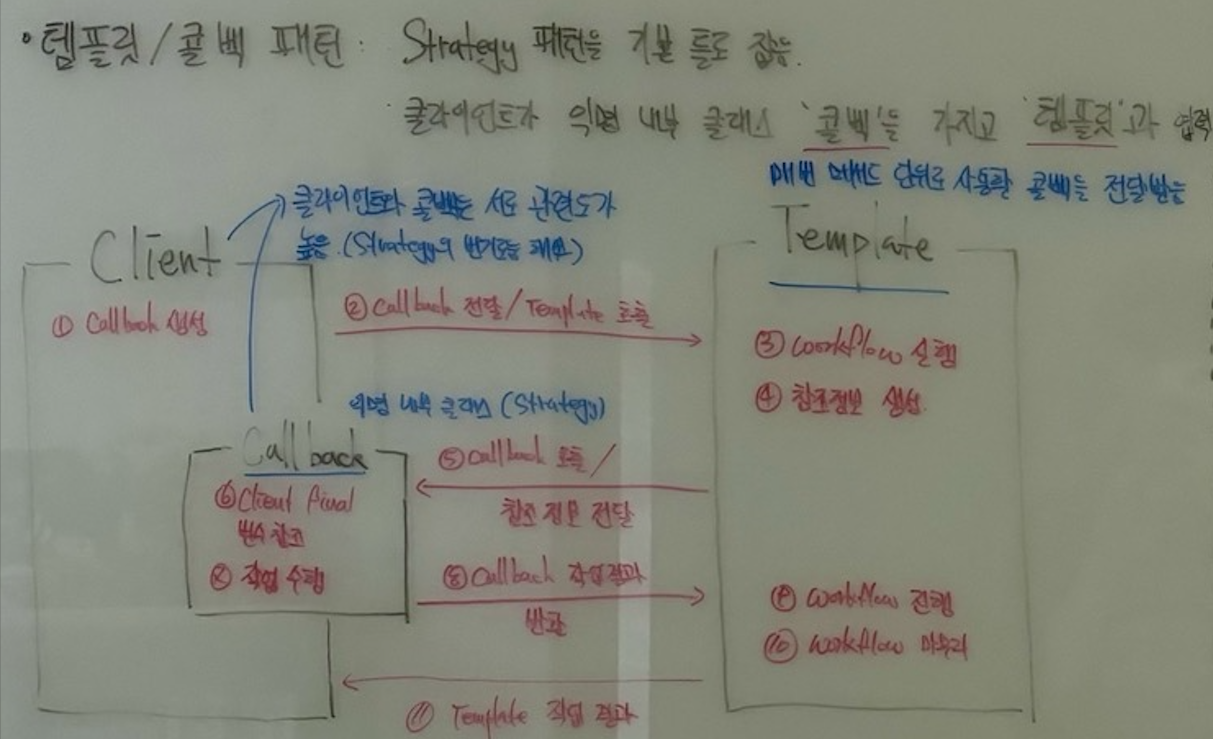 • 템플릿/콜백 패턴: Strategy 패턴을 기본 틀로 잡음.
· 클라이언트가 익명 내부 클래스 '콜백'을 가지고 '템플릿'과 협력
매번 메서드 단위로 사용할 콜백을 전달받음
클라이언트와 콜백는 서로 관련도가
높음. (Strategy의 번거로움 해소)
Client
Template
① Callback 생성
② Callback 전달/Template 호출
③ Workflow 실행
④ 참조정보 생성.
익명 내부 클래스 (Strategy)
Callback
⑤ Callback 호출/
참조정보 전달
⑥ Client final
변수 참조
작업 수행
⑧ Callback 작업결과
반환
⑨ Workflow 진행
⑩ Workflow 마무리
⑪ Template 작업 결과